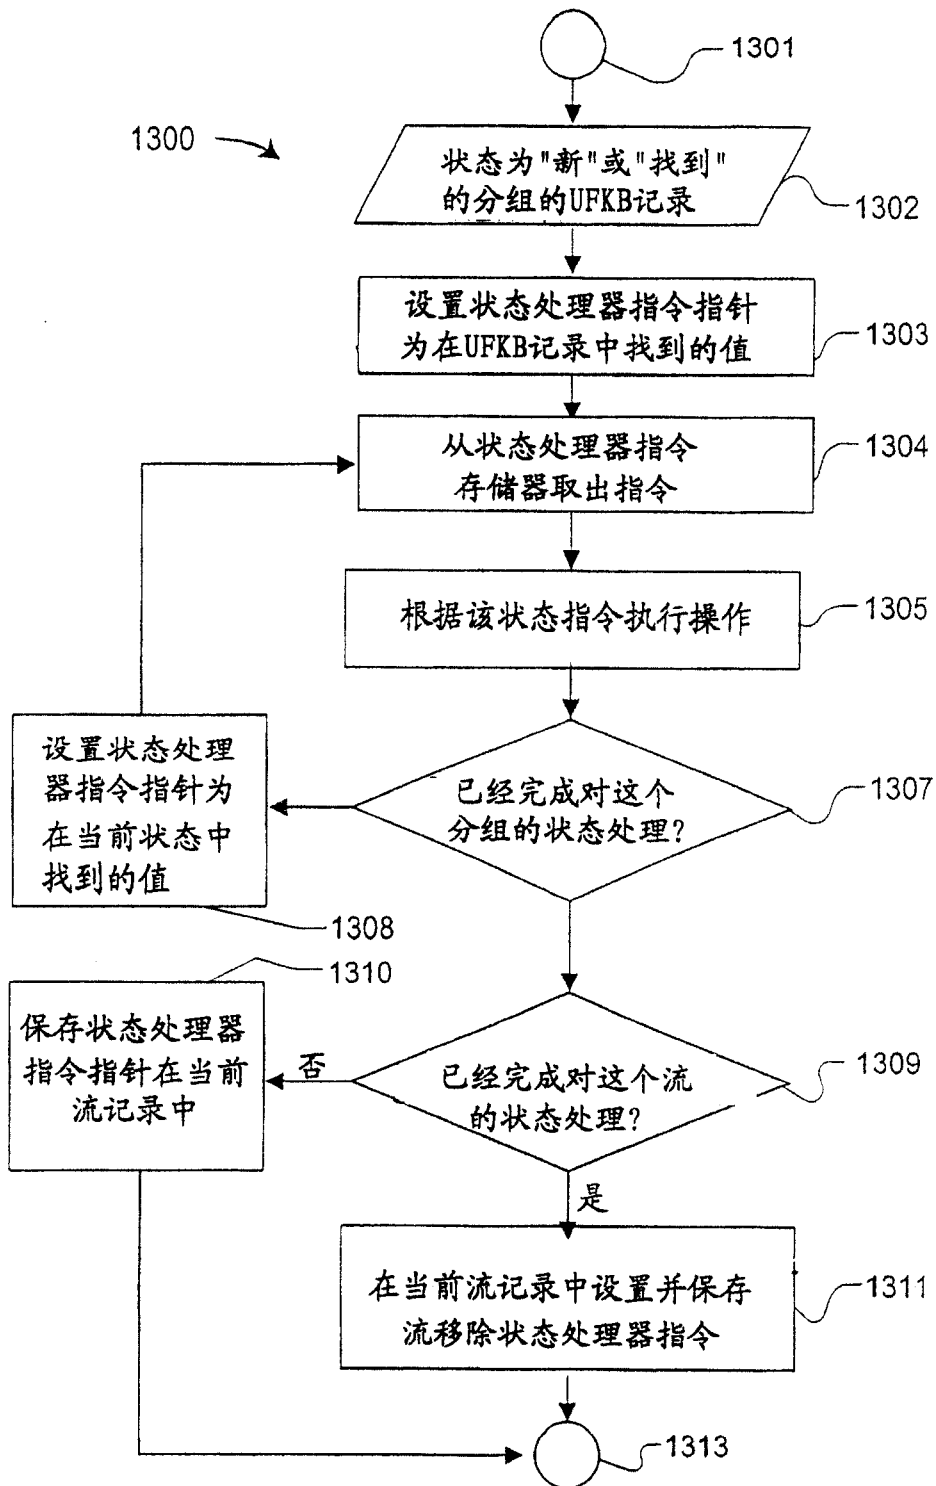 1301
1300
状态为"新"或"找到"
的分组的UFKB记录
1302
设置状态处理器指令指针
为在UFKB记录中找到的值
1303
从状态处理器指令
存储器取出指令
1304
根据该状态指令执行操作
1305
已经完成对这个
分组的状态处理?
1307
设置状态处理
器指令指针为
在当前状态中
找到的值
1308
1310
保存状态处理器
指令指针在当前
流记录中
否
已经完成对这个流
的状态处理?
1309
是
在当前流记录中设置并保存
流移除状态处理器指令
1311
1313